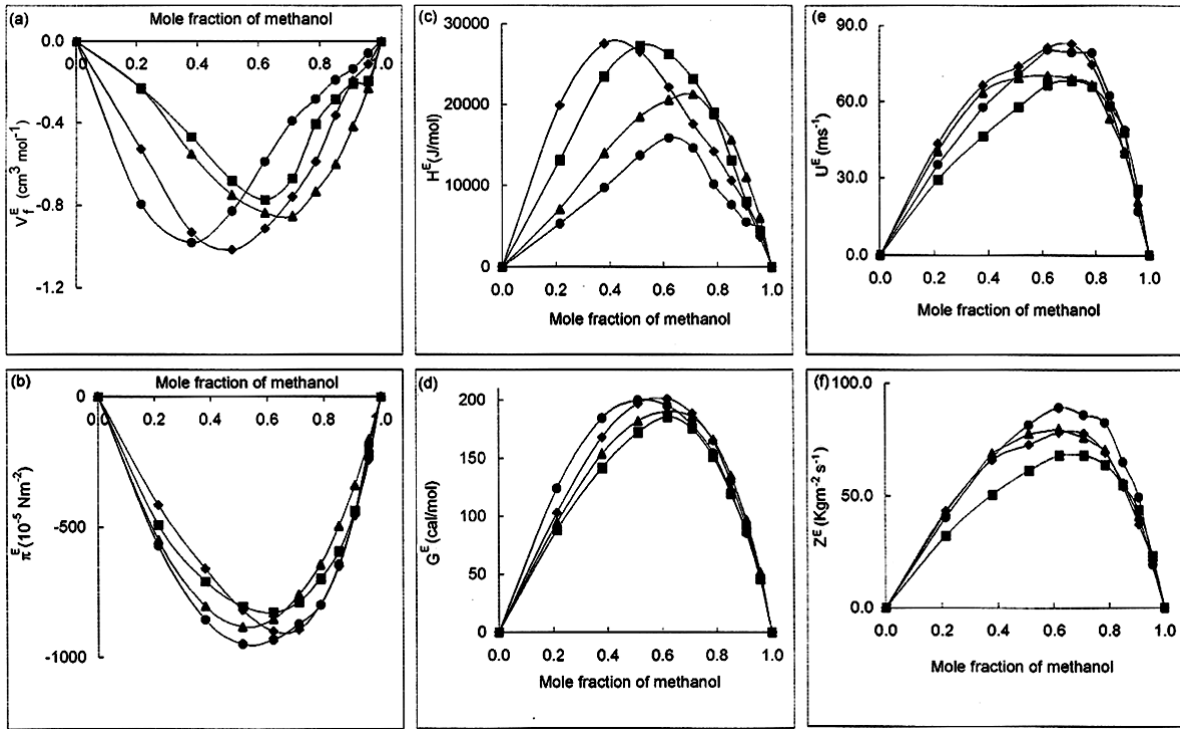 (a)
Mole fraction of methanol
0.0 0.2 0.4 0.6 0.8 1.0
0.0
-0.4
-0.8
-1.2
V_f^E (cm³ mol⁻¹)
(b)
Mole fraction of methanol
0.0 0.2 0.4 0.6 0.8 1.0
0
-500
-1000
π^E (10⁻⁵ Nm⁻²)
(c)
30000
20000
10000
0
H^E (J/mol)
0.0 0.2 0.4 0.6 0.8 1.0
Mole fraction of methanol
(d)
200
150
100
50
0
G^E (cal/mol)
0.0 0.2 0.4 0.6 0.8 1.0
Mole fraction of methanol
(e)
90.0
60.0
30.0
0.0
U^E (ms⁻¹)
0.0 0.2 0.4 0.6 0.8 1.0
Mole fraction of methanol
(f)
100.0
50.0
0.0
Z^E (Kgm⁻² s⁻¹)
0.0 0.2 0.4 0.6 0.8 1.0
Mole fraction of methanol